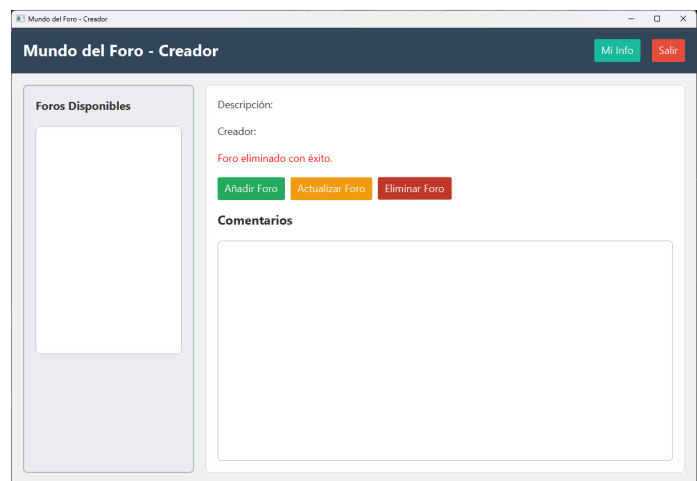 Mundo del Foro - Creador
Mundo del Foro - Creador
Mi Info
Salir
Foros Disponibles
Descripción:
Creador:
Foro eliminado con éxito.
Añadir Foro
Actualizar Foro
Eliminar Foro
Comentarios